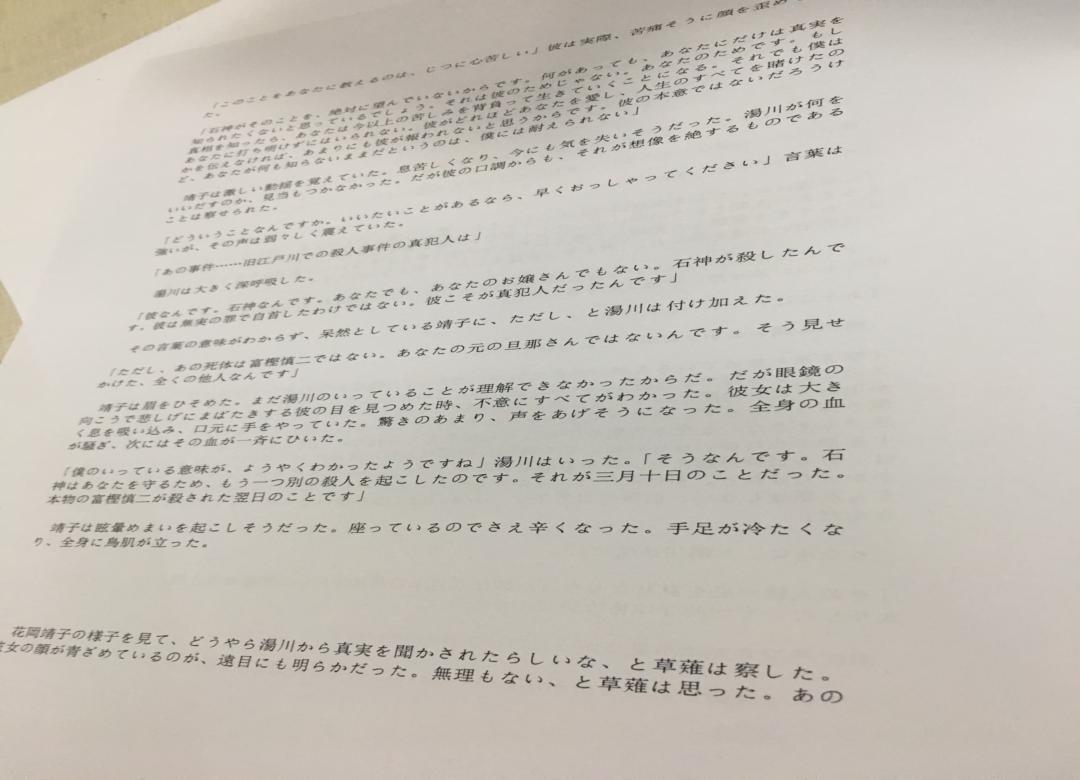 「このことをあなたに教えるのは、じつに心苦しい」彼は実際、苦痛そうに顔を歪めて
た。
「石神がそのことを、絶対に望んでいないからです。何があっても、あなたにだけは真実を
知られたくないと思っているでしょう。それは彼のためじゃない。あなたのためです。もし
真相を知ったら、あなたは今以上の苦しみを背負って生きていくことになる。それでも僕は
あなたに打ち明けずにはいられない。彼がどれほどあなたを愛し、人生のすべてを賭けたの
かを伝えなければ、あまりにも彼が報われないと思うからです。彼の本意ではないだろうけ
ど、あなたが何も知らないままだというのは、僕には耐えられない」
靖子は激しい動揺を覚えていた。息苦しくなり、今にも気を失いそうだった。湯川が何を
いいだすのか、見当もつかなかった。だが彼の口調からも、それが想像を絶するものである
ことは察せられた。
「どういうことなんですか。いいたいことがあるなら、早くおっしゃってください」言葉は
強いが、その声は弱々しく震えていた。
「あの事件……旧江戸川での殺人事件の真犯人は」
湯川は大きく深呼吸した。
「彼なんです。石神なんです。あなたでも、あなたのお嬢さんでもない。石神が殺したんで
す。彼は無実の罪で自首したわけではない。彼こそが真犯人だったんです」
その言葉の意味がわからず、呆然としている靖子に、ただし、と湯川は付け加えた。
「ただし、あの死体は富樫慎二ではない。あなたの元の旦那さんではないんです。そう見せ
かけた、全くの他人なんです」
靖子は眉をひそめた。まだ湯川のいっていることが理解できなかったからだ。だが眼鏡の
向こうで悲しげにまばたきする彼の目を見つめた時、不意にすべてがわかった。彼女は大き
く息を吸い込み、口元に手をやっていた。驚きのあまり、声をあげそうになった。全身の血
が騒ぎ、次にはその血が一斉にひいた。
「僕のいっている意味が、ようやくわかったようですね」湯川はいった。「そうなんです。石
神はあなたを守るため、もう一つ別の殺人を起こしたのです。それが三月十日のことだった。
本物の富樫慎二が殺された翌日のことです」
靖子は眩暈めまいを起こしそうだった。座っているのでさえ辛くなった。手足が冷たくな
り、全身に鳥肌が立った。
花岡靖子の様子を見て、どうやら湯川から真実を聞かされたらしいな、と草薙は察した。
彼女の顔が青ざめているのが、遠目にも明らかだった。無理もない、と草薙は思った。あの